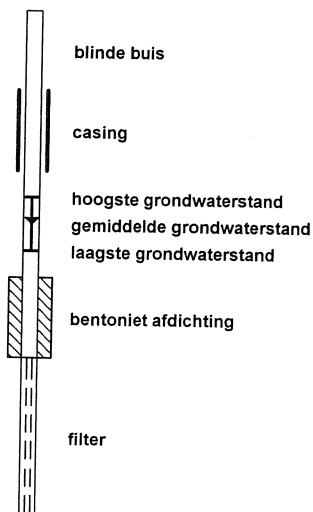 blinde buis
casing
hoogste grondwaterstand
gemiddelde grondwaterstand
laagste grondwaterstand
bentoniet afdichting
filter